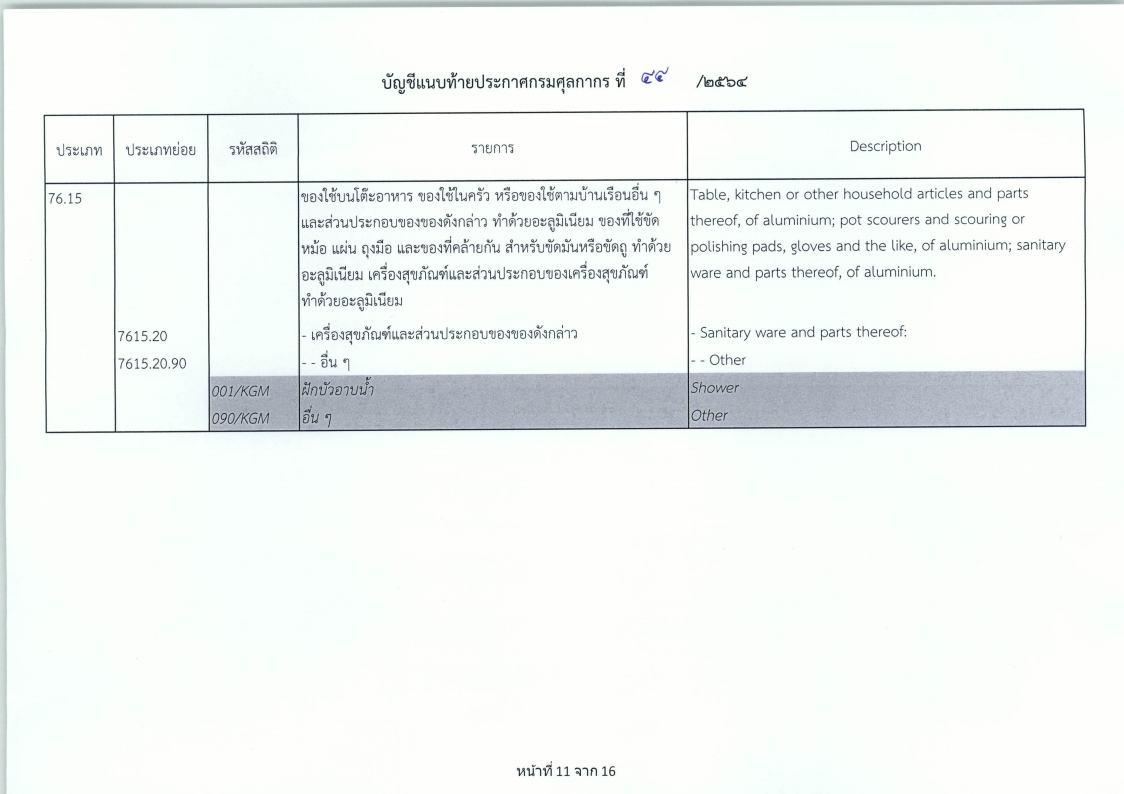 บัญชีแนบท้ายประกาศกรมศุลกากร ที่ ๔๙ /๒๕๖๔
ประเภท ประเภทย่อย รหัสสถิติ รายการ Description
76.15 ของใช้บนโต๊ะอาหาร ของใช้ในครัว หรือของใช้ตามบ้านเรือนอื่น ๆ Table, kitchen or other household articles and parts
และส่วนประกอบของของดังกล่าว ทำด้วยอะลูมิเนียม ของที่ใช้ขัด thereof, of aluminium; pot scourers and scouring or
หม้อ แผ่น ถุงมือ และของที่คล้ายกัน สำหรับขัดมันหรือขัดถู ทำด้วย polishing pads, gloves and the like, of aluminium; sanitary
อะลูมิเนียม เครื่องสุขภัณฑ์และส่วนประกอบของเครื่องสุขภัณฑ์ ware and parts thereof, of aluminium.
ทำด้วยอะลูมิเนียม
7615.20 - เครื่องสุขภัณฑ์และส่วนประกอบของของดังกล่าว - Sanitary ware and parts thereof:
7615.20.90 - - อื่น ๆ - - Other
001/KGM ฝักบัวอาบน้ำ Shower
090/KGM อื่น ๆ Other
หน้าที่ 11 จาก 16